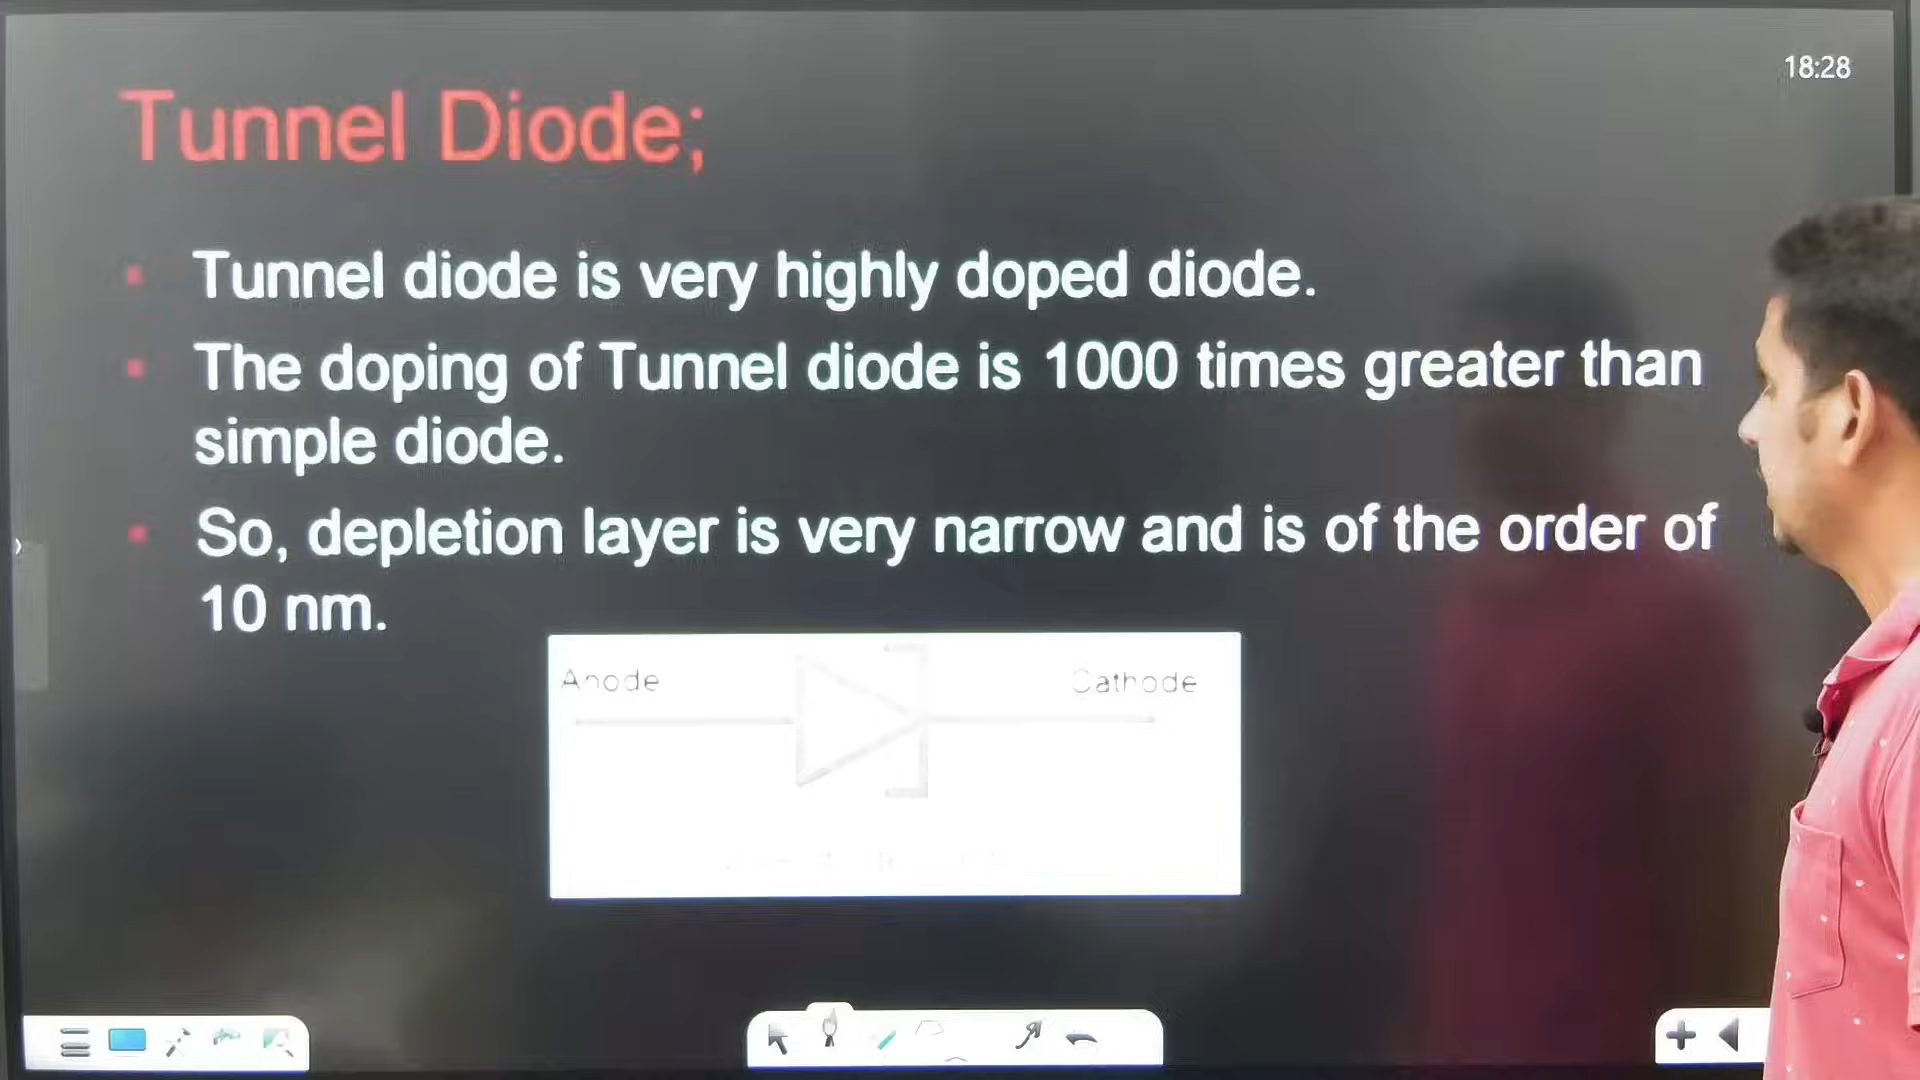 18:28
Tunnel Diode;
Tunnel diode is very highly doped diode.
The doping of Tunnel diode is 1000 times greater than
simple diode.
So, depletion layer is very narrow and is of the order of
10 nm.
Anode Cathode